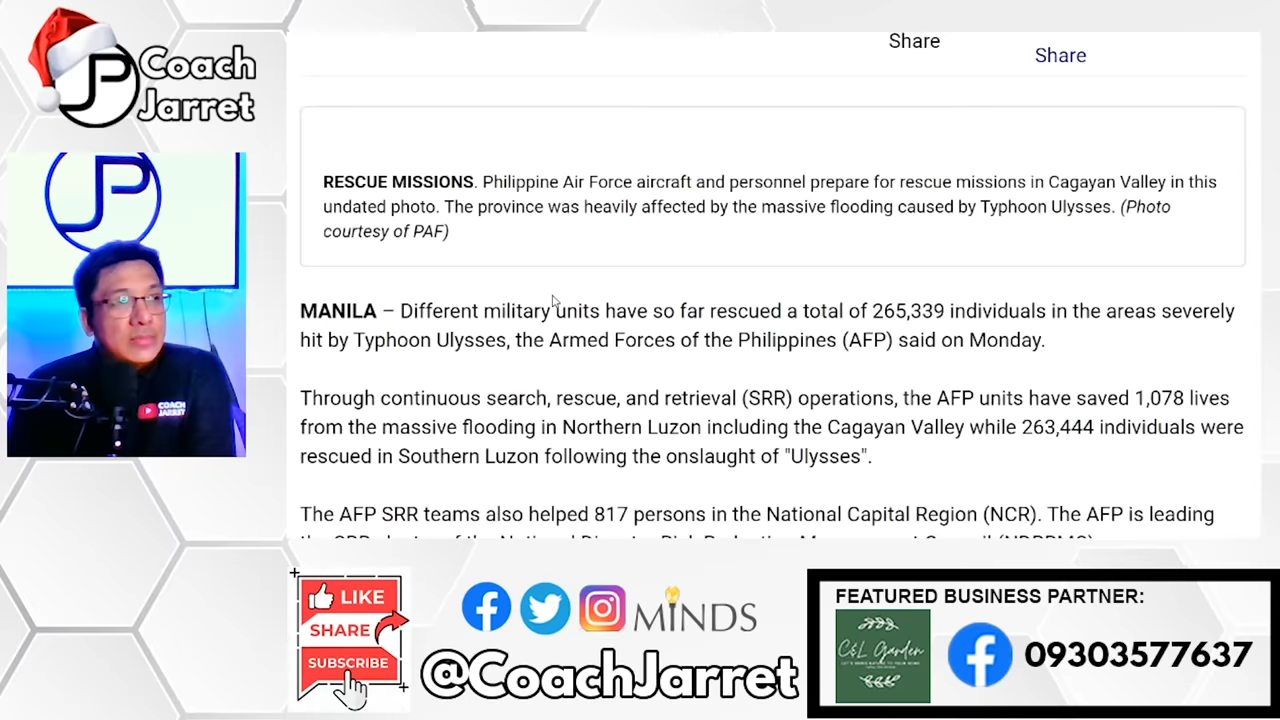 Coach
Jarret
Share
Share
RESCUE MISSIONS. Philippine Air Force aircraft and personnel prepare for rescue missions in Cagayan Valley in this
undated photo. The province was heavily affected by the massive flooding caused by Typhoon Ulysses. (Photo
courtesy of PAF)
MANILA – Different military units have so far rescued a total of 265,339 individuals in the areas severely
hit by Typhoon Ulysses, the Armed Forces of the Philippines (AFP) said on Monday.
Through continuous search, rescue, and retrieval (SRR) operations, the AFP units have saved 1,078 lives
from the massive flooding in Northern Luzon including the Cagayan Valley while 263,444 individuals were
rescued in Southern Luzon following the onslaught of "Ulysses".
The AFP SRR teams also helped 817 persons in the National Capital Region (NCR). The AFP is leading
COACH
JARRET
LIKE
SHARE
SUBSCRIBE
MINDS
@CoachJarret
FEATURED BUSINESS PARTNER:
C&L Garden
09303577637